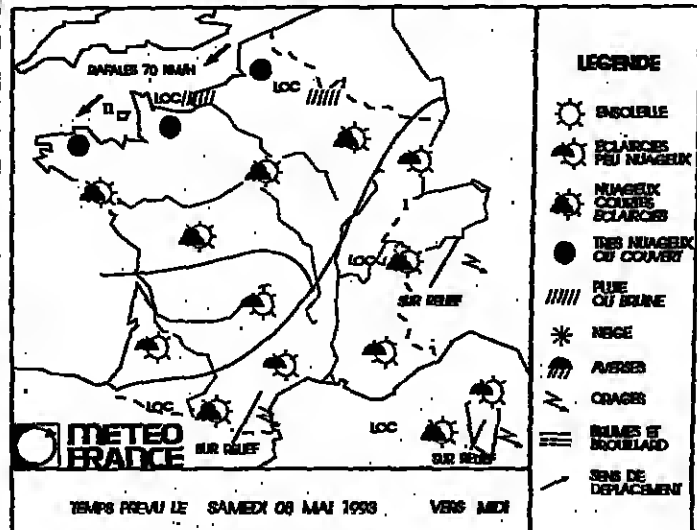 RAFALES 70 KM/H
LOC
LOC
LOC
SUR RELIEF
LOC
SUR RELIEF
LOC
SUR RELIEF
METEO
FRANCE
TEMPS PREVU LE SAMEDI 08 MAI 1993 VERS MIDI
LEGENDE
ENSOLEILLE
ECLAIRCIES
PEU NUAGEUX
NUAGEUX
COURTES
ECLAIRCIES
TRES NUAGEUX
OU COUVERT
PLUIE
OU BRUINE
NEIGE
AVERSES
ORAGES
BRUMES ET
BROUILLARD
SENS DE
DEPLACEMENT